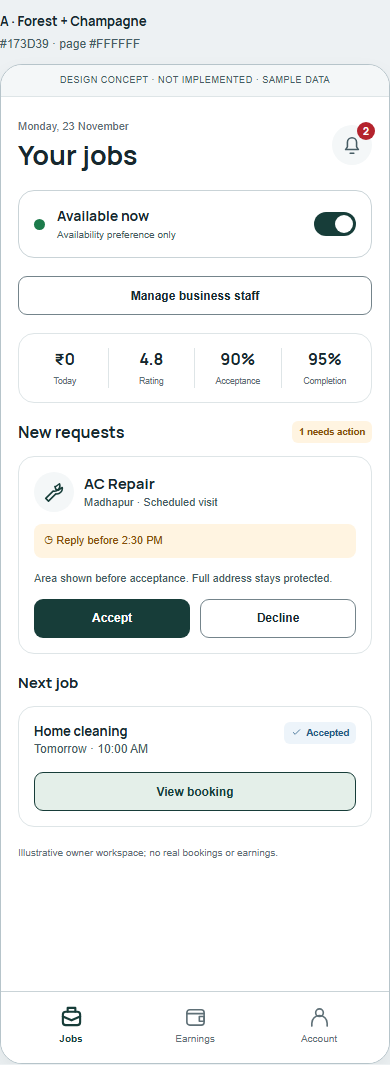 A · Forest + Champagne
#173D39 · page #FFFFFF
DESIGN CONCEPT · NOT IMPLEMENTED · SAMPLE DATA
Monday, 23 November
Your jobs
2
Available now
Availability preference only
Manage business staff
₹0 4.8 90% 95%
Today Rating Acceptance Completion
New requests
1 needs action
AC Repair
Madhapur · Scheduled visit
Reply before 2:30 PM
Area shown before acceptance. Full address stays protected.
Accept Decline
Next job
Home cleaning
Accepted
Tomorrow · 10:00 AM
View booking
Illustrative owner workspace; no real bookings or earnings.
Jobs Earnings Account